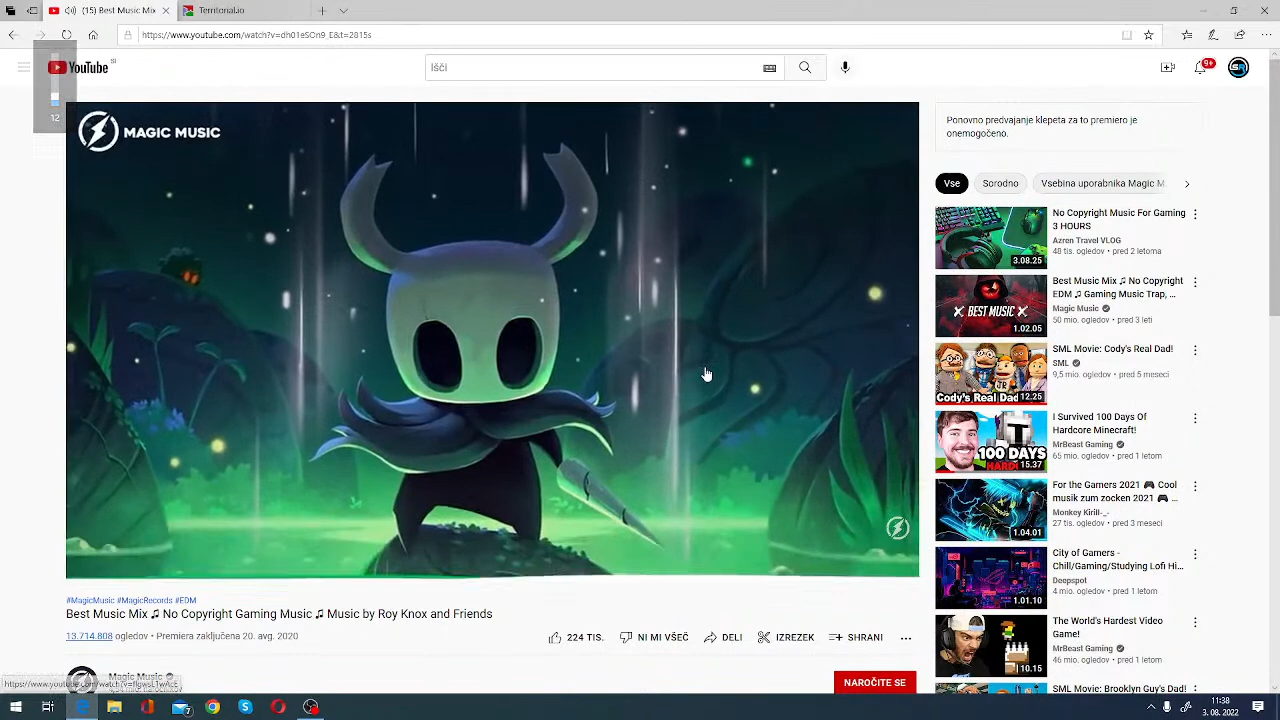 (15) Best Music Mix
Territorial.io
https://www.youtube.com/watch?v=dh01eSOn9_E&t=2815s
YouTube SI
Išči
9+
12
MAGIC MUSIC
Ponovno predvajanje klepeta za to premiero je
onemogočeno.
Vse
Sorodno
Vsebina uporabnika Magic M
3.08.25
No Copyright Music For Gaming
3 HOURS
Azren Travel VLOG
48 tis. ogledov • pred 2 letoma
BEST MUSIC
1.02.05
Best Music Mix ♫ No Copyright
EDM ♫ Gaming Music Trap, ...
Magic Music
50 mio. ogledov • pred 3 leti
Cody's Real Dad
12.25
SML Movie: Cody's Real Dad!
SML
9,5 mio. ogledov • pred 5 meseci
100 DAYS
15.37
I Survived 100 Days Of
Hardcore Minecraft!
MrBeast Gaming
65 mio. ogledov • pred 1 letom
1.04.01
For the Gamers 2021 🎮 Cool
musik zum zocken 2021 🎮 ...
Monkey Kirill-_-
27 tis. ogledov • pred 3 meseci
1.01.10
City of Gamers -
Chill/Gaming/Studying Lofi Hi...
Deepspot
4 mio. ogledov • pred 1 letom
10.15
The World's Hardest Video
Game!
MrBeast Gaming
46 mio. ogledov • pred 1 letom
SML Movie: Brooklyn Guy's Dad!
#MagicMusic #MagicRecords #EDM
Best Music Mix ♫ No Copyright Gaming Music ♫ Music by Roy Knox and Friends
13.714.808 ogledov • Premiera zaključena 20. avg. 2020
224 TIS.
NI MI VŠEČ
DELI
IZREZEK
SHRANI
Magic Music
NAROČITE SE
11:38
3. 08. 2022